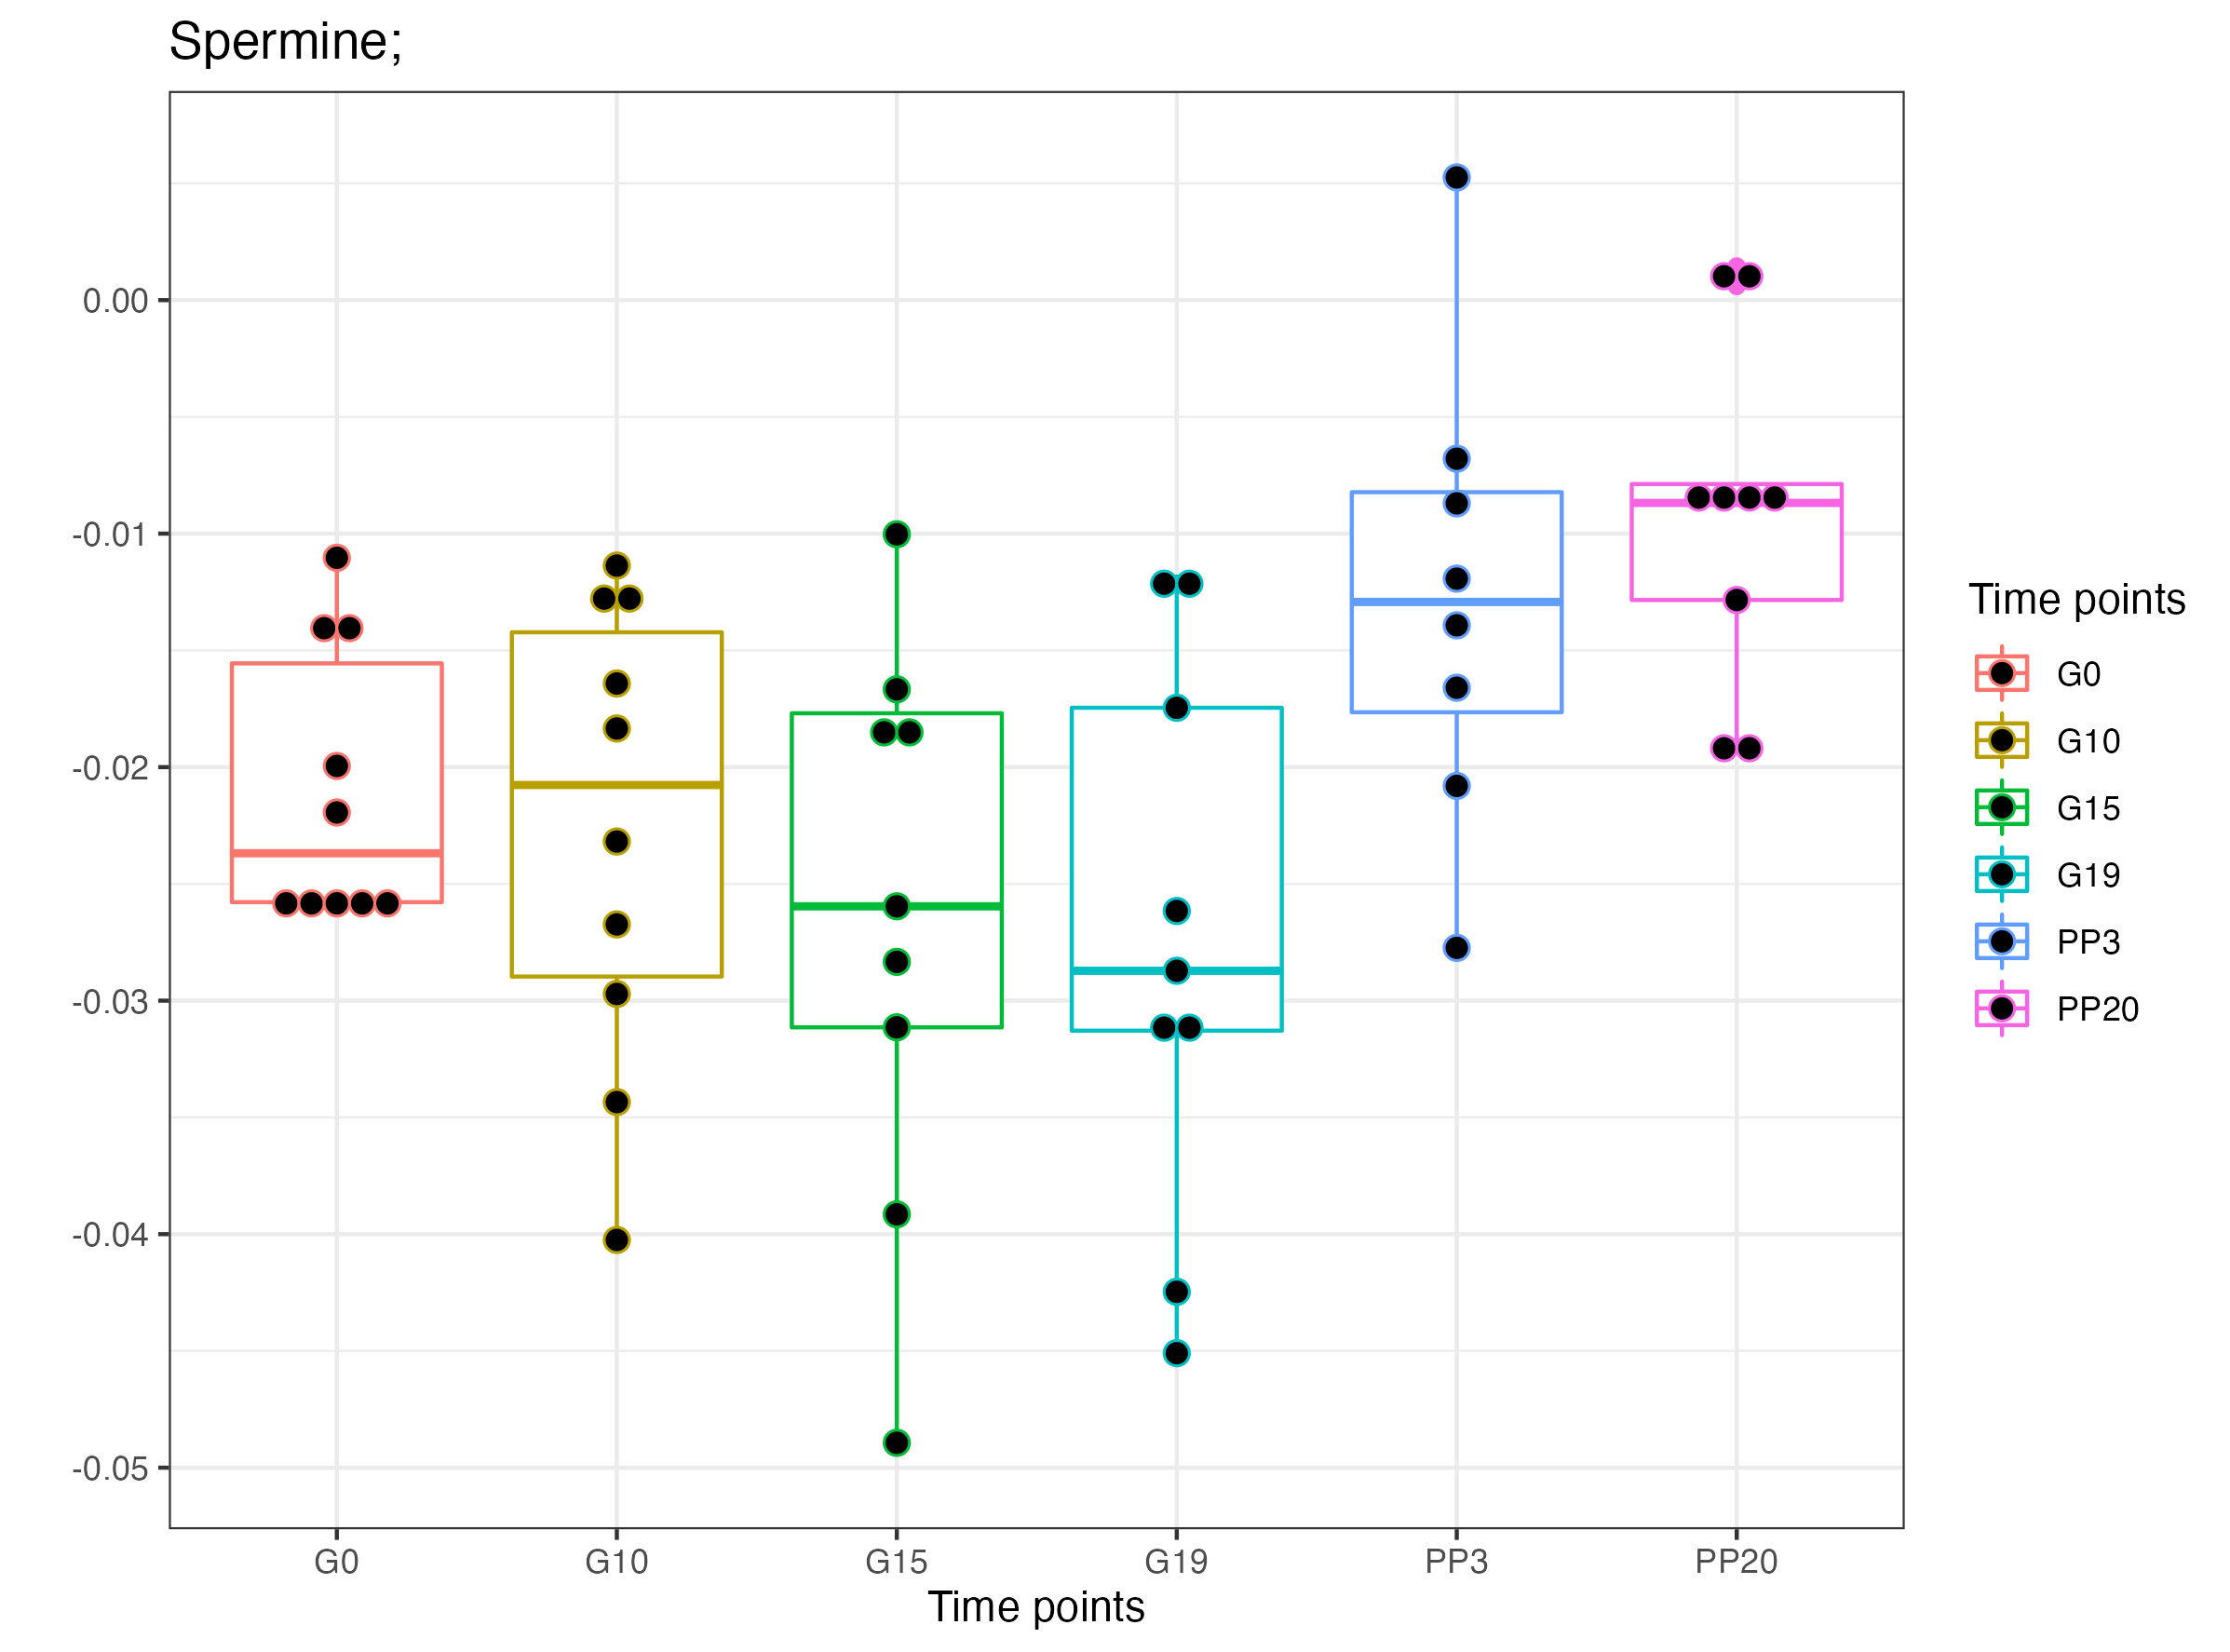 Spermine;
0.00
-0.01
-0.02
-0.03
-0.04
-0.05
G0 G10 G15 G19 PP3 PP20
Time points
Time points
G0
G10
G15
G19
PP3
PP20